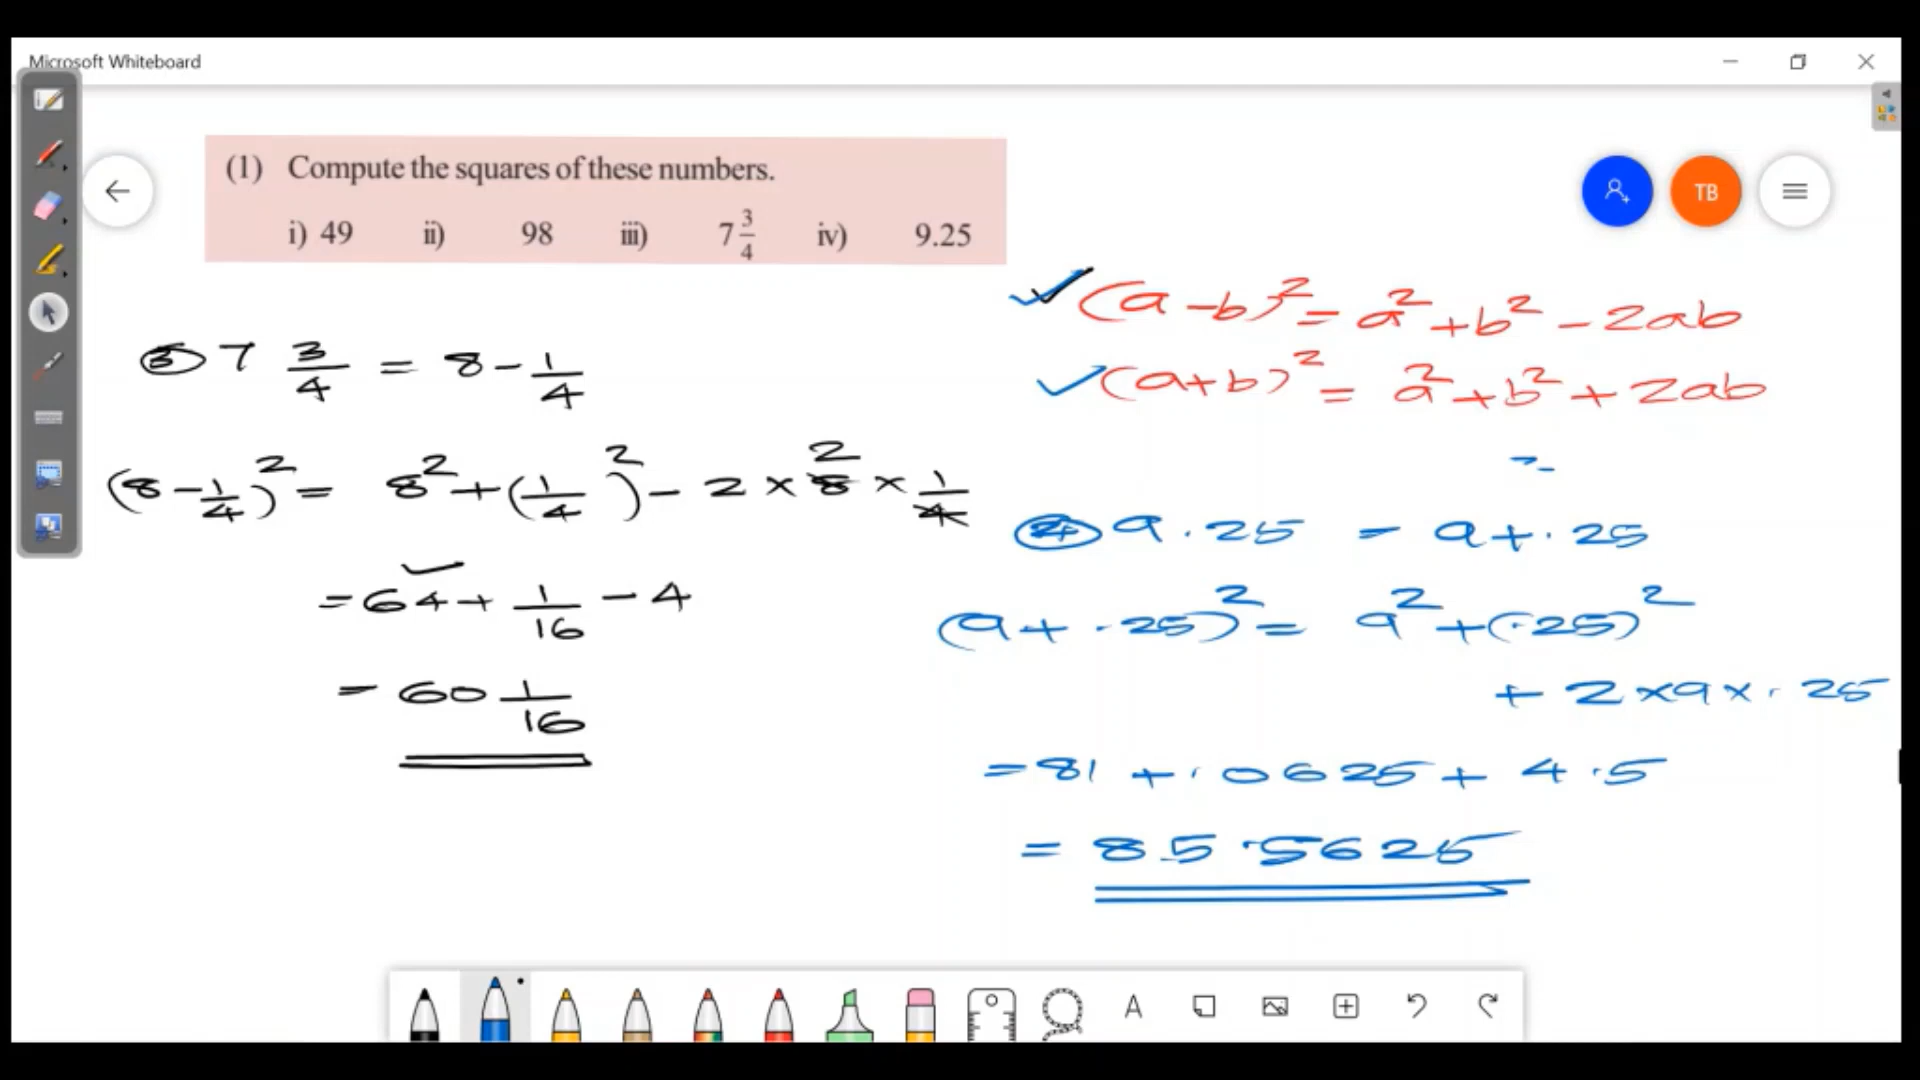 Microsoft Whiteboard
(1) Compute the squares of these numbers.
i) 49 ii) 98 iii) 7 3/4 iv) 9.25
TB
(a-b)² = a²+b² - 2ab
(a+b)² = a²+b² + 2ab
③ 7 3/4 = 8 - 1/4
(8 - 1/4)² = 8² + (1/4)² - 2 × 8 2 × 1/4
= 64 + 1/16 - 4
= 60 1/16
④ 9.25 = 9+.25
(9+.25)² = 9² + (.25)²
+ 2×9×.25
= 81 + .0625 + 4.5
= 85.5625
A